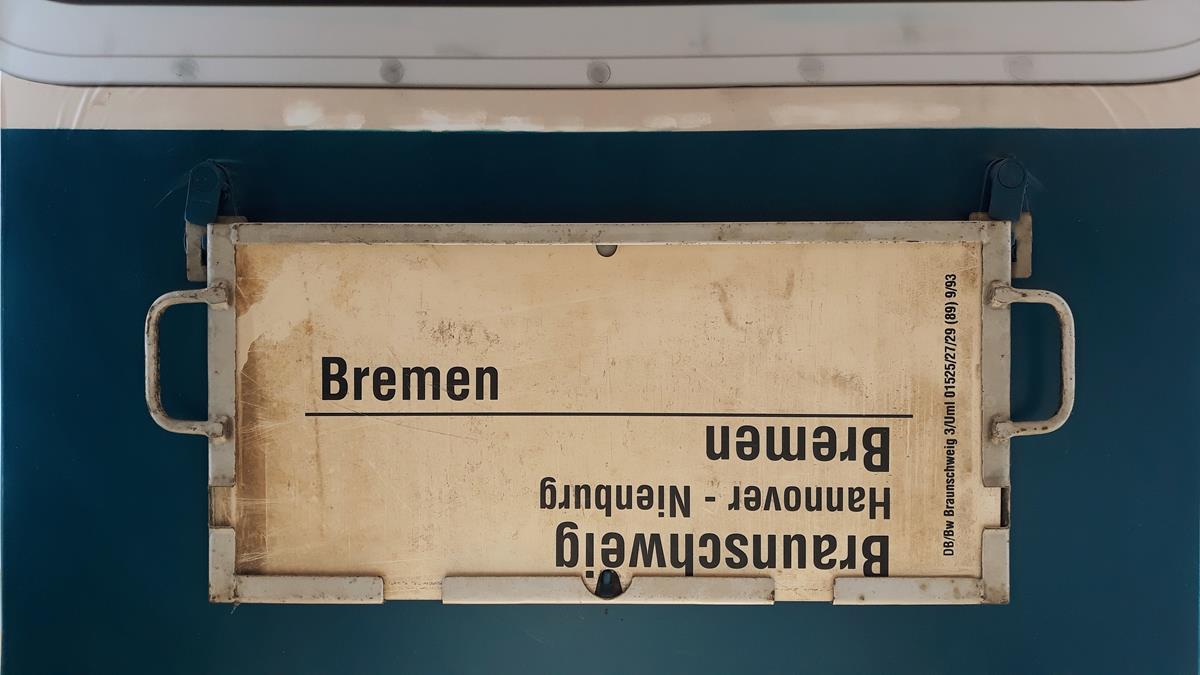 Bremen
Braunschweig
Hannover - Nienburg
Bremen
DB/Bw Braunschweig 3/Uml 01525/27/29 (89) 9/93